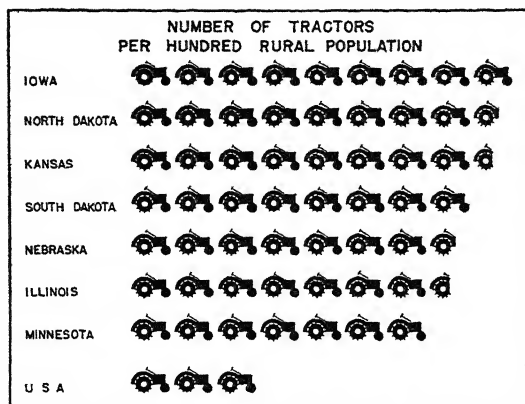 NUMBER OF TRACTORS
PER HUNDRED RURAL POPULATION
IOWA
NORTH DAKOTA
KANSAS
SOUTH DAKOTA
NEBRASKA
ILLINOIS
MINNESOTA
U S A